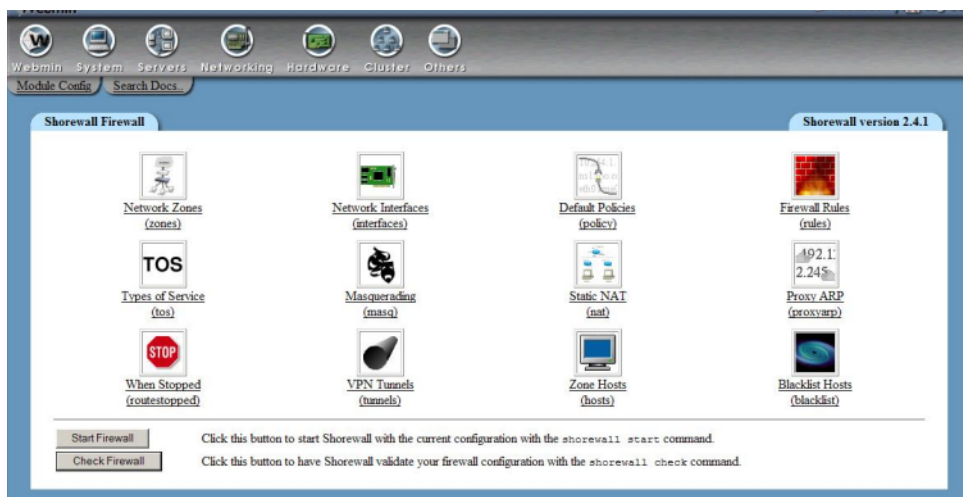 Webmin
Webmin System Servers Networking Hardware Cluster Others
Module Config Search Docs..
Shorewall Firewall Shorewall version 2.4.1
Network Zones Network Interfaces Default Policies Firewall Rules
(zones) (interfaces) (policy) (rules)
TOS 192.1
2.245
Types of Service Masquerading Static NAT Proxy ARP
(tos) (masq) (nat) (proxyarp)
STOP
When Stopped VPN Tunnels Zone Hosts Blacklist Hosts
(routestopped) (tunnels) (hosts) (blacklist)
Start Firewall Click this button to start Shorewall with the current configuration with the shorewall start command.
Check Firewall Click this button to have Shorewall validate your firewall configuration with the shorewall check command.